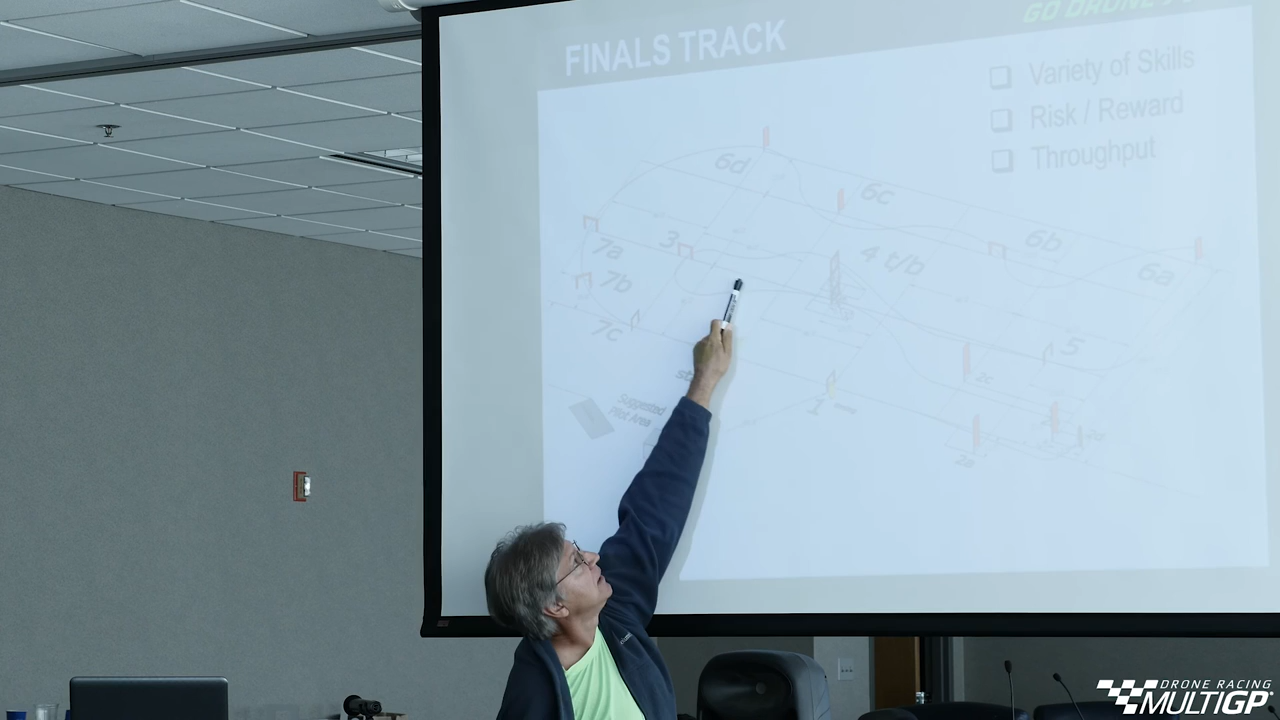 GO DRONE
FINALS TRACK
Variety of Skills
Risk / Reward
Throughput
6d
6c
7a
3
4 t/b
6b
6a
7b
7c
5
2c
1
2a
Suggested
Pilot Area
DRONE RACING
MULTIGP